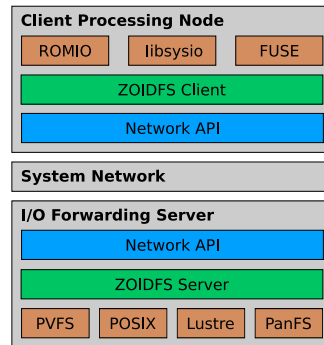 Client Processing Node
ROMIO libsysio FUSE
ZOIDFS Client
Network API
System Network
I/O Forwarding Server
Network API
ZOIDFS Server
PVFS POSIX Lustre PanFS